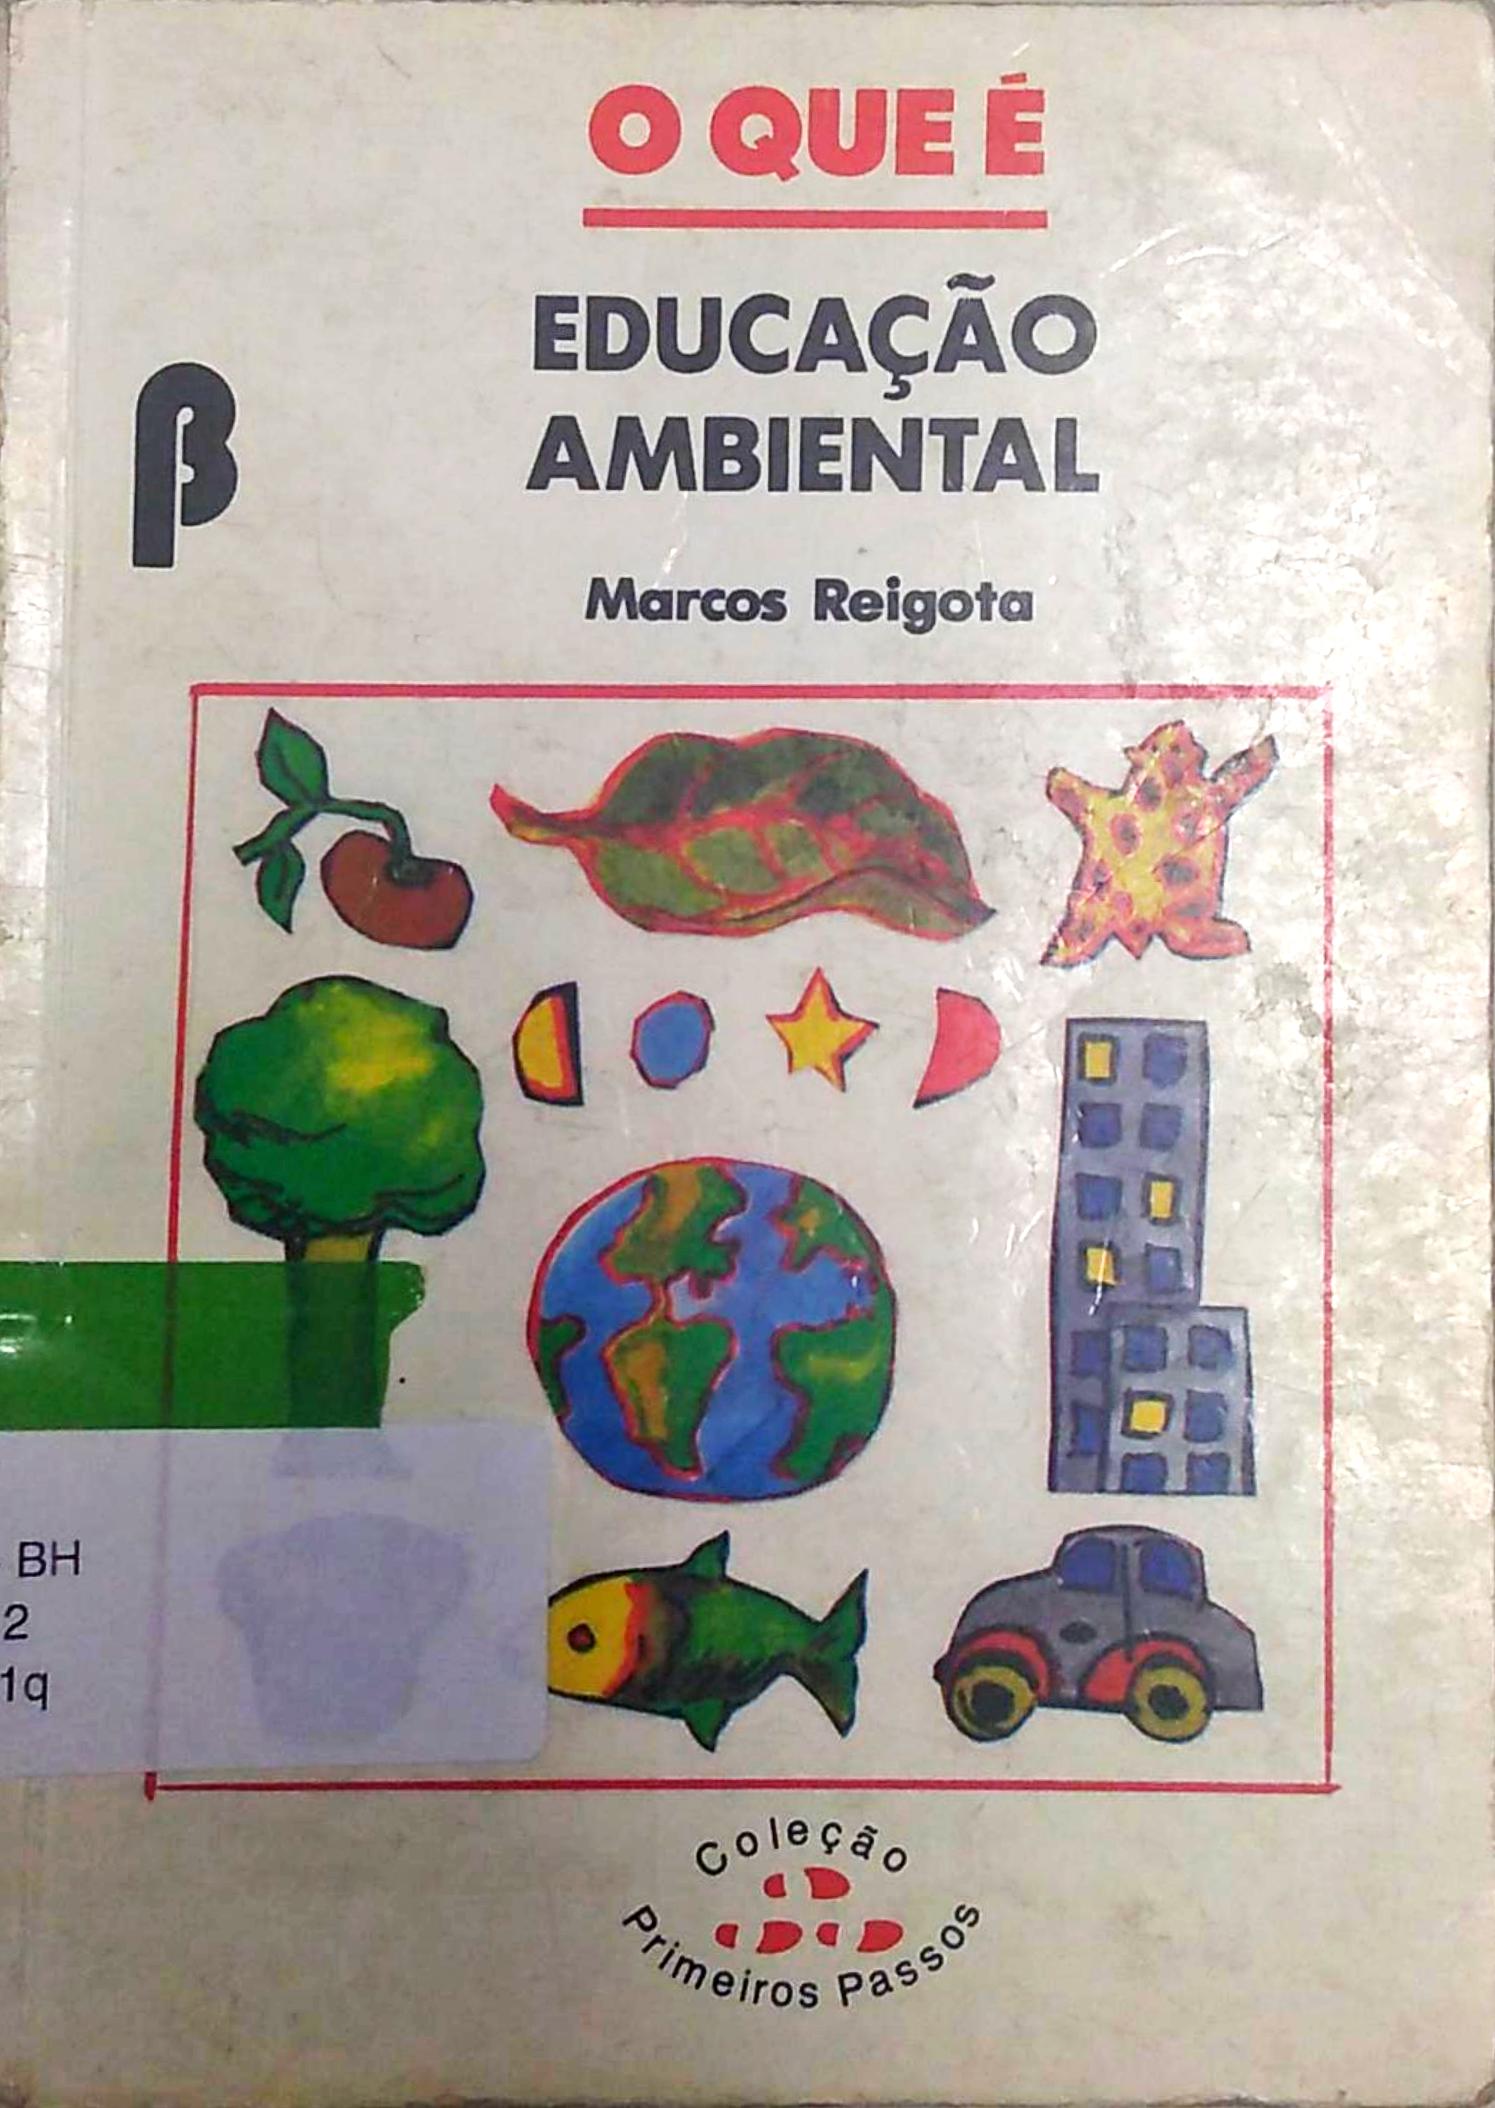 O QUE É
EDUCAÇÃO
AMBIENTAL
β
Marcos Reigota
BH
2
1q
Coleção
Primeiros Passos